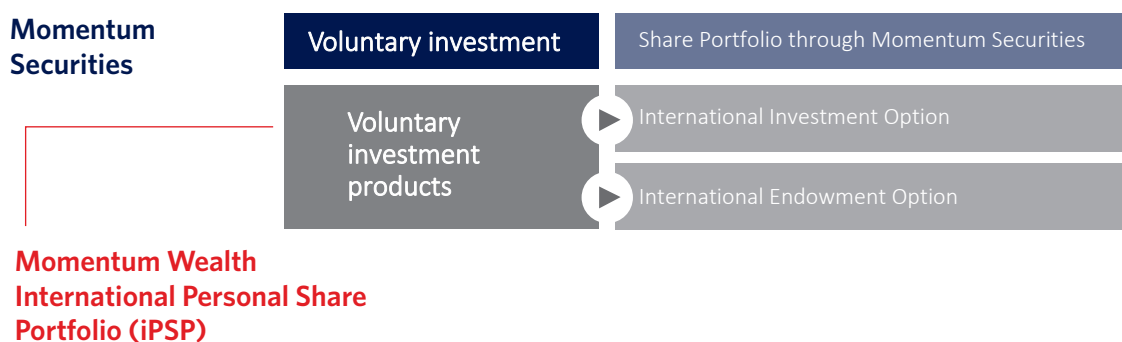 Momentum
Securities
Voluntary investment
Share Portfolio through Momentum Securities
Voluntary
investment
products
International Investment Option
International Endowment Option
Momentum Wealth
International Personal Share
Portfolio (iPSP)